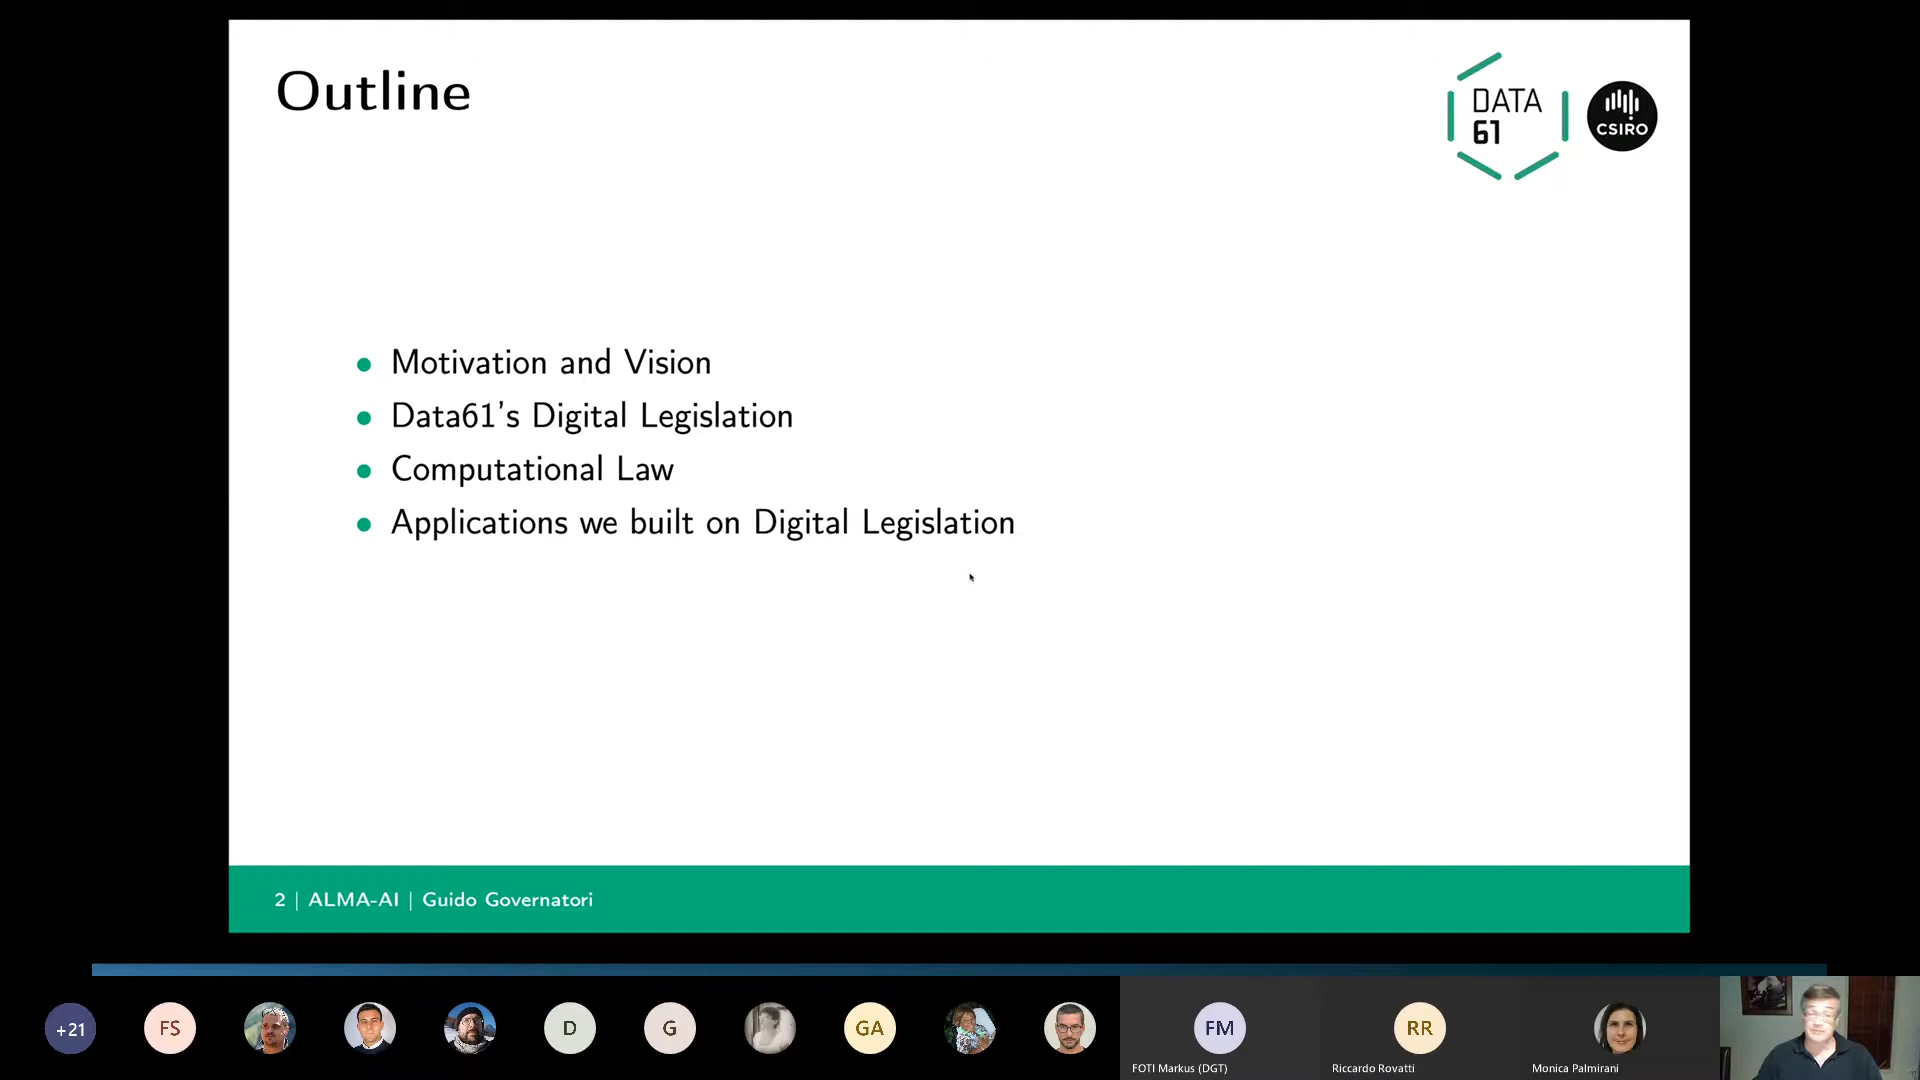 Outline
DATA
61
CSIRO
• Motivation and Vision
• Data61's Digital Legislation
• Computational Law
• Applications we built on Digital Legislation
2 | ALMA-AI | Guido Governatori
+21
FS
D
G
GA
FM
RR
FOTI Markus (DGT)
Riccardo Rovatti
Monica Palmirani